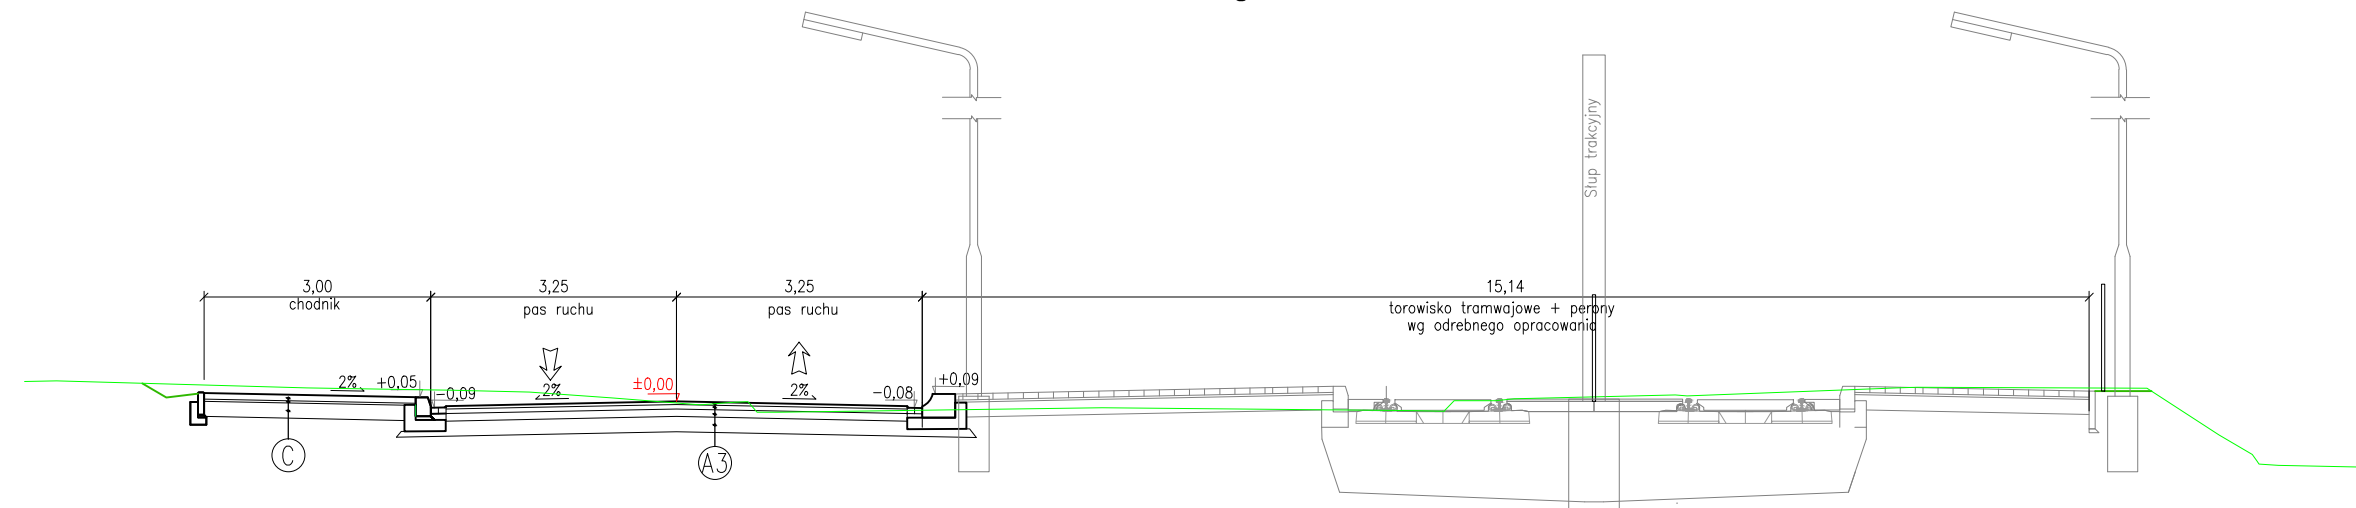 Słup trakcyjny
3,00
chodnik
3,25
pas ruchu
3,25
pas ruchu
15,14
torowisko tramwajowe + perony
wg odrebnego opracowania
2%
+0,05
-0,09
2%
±0,00
2%
-0,08
+0,09
C
A3